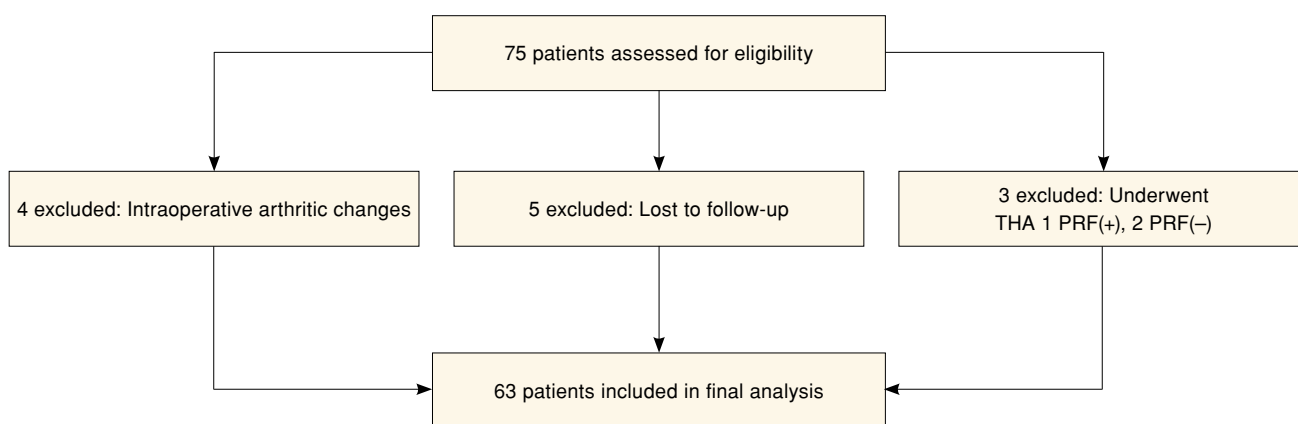 75 patients assessed for eligibility
4 excluded: Intraoperative arthritic changes
5 excluded: Lost to follow-up
3 excluded: Underwent
THA 1 PRF(+), 2 PRF(–)
63 patients included in final analysis